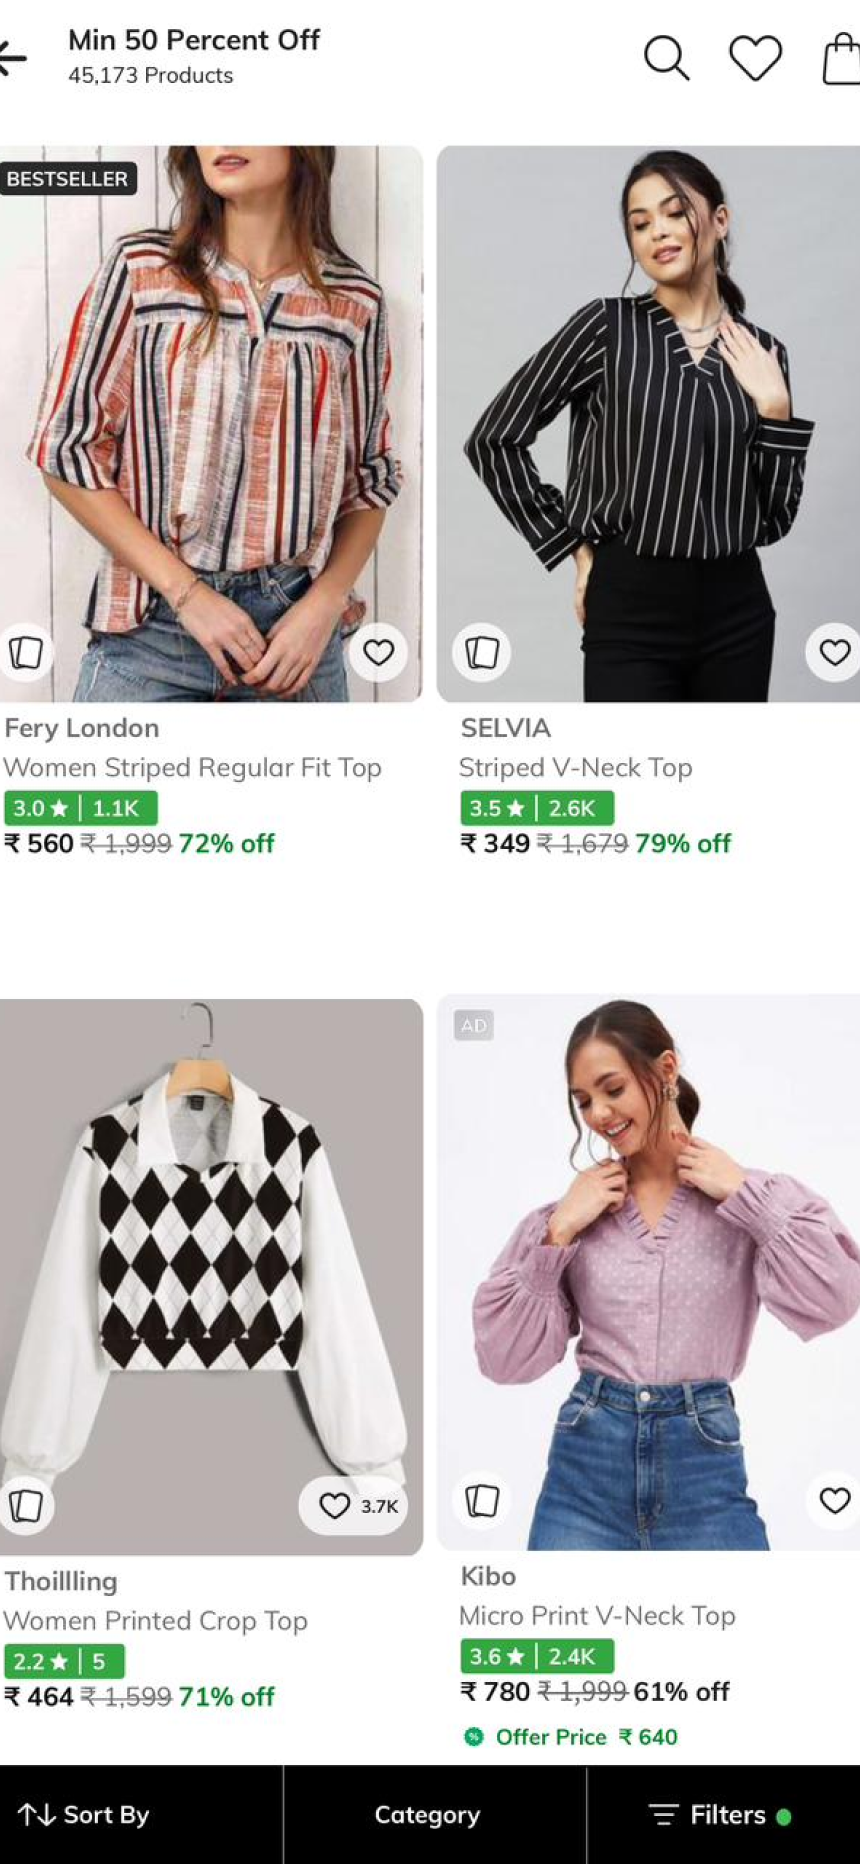 Min 50 Percent Off
45,173 Products
BESTSELLER
Fery London
Women Striped Regular Fit Top
3.0 ★ | 1.1K
₹ 560 ₹ 1,999 72% off
SELVIA
Striped V-Neck Top
3.5 ★ | 2.6K
₹ 349 ₹ 1,679 79% off
3.7K
Thoillling
Women Printed Crop Top
2.2 ★ | 5
₹ 464 ₹ 1,599 71% off
AD
Kibo
Micro Print V-Neck Top
3.6 ★ | 2.4K
₹ 780 ₹ 1,999 61% off
% Offer Price ₹ 640
Sort By
Category
Filters